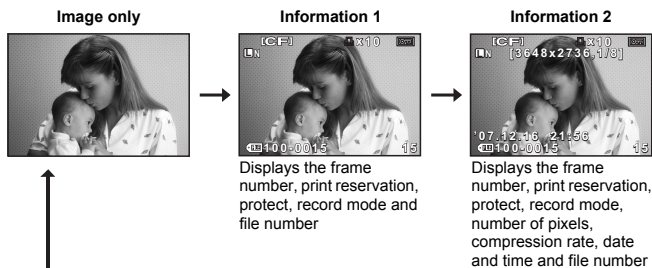 Image only
Information 1
Information 2
[CF] x10
LN
[CF] x10
LN [3648x2736,1/8]
'07.12.16 21:56
100-0015 15
100-0015 15
Displays the frame
number, print reservation,
protect, record mode and
file number
Displays the frame
number, print reservation,
protect, record mode,
number of pixels,
compression rate, date
and time and file number